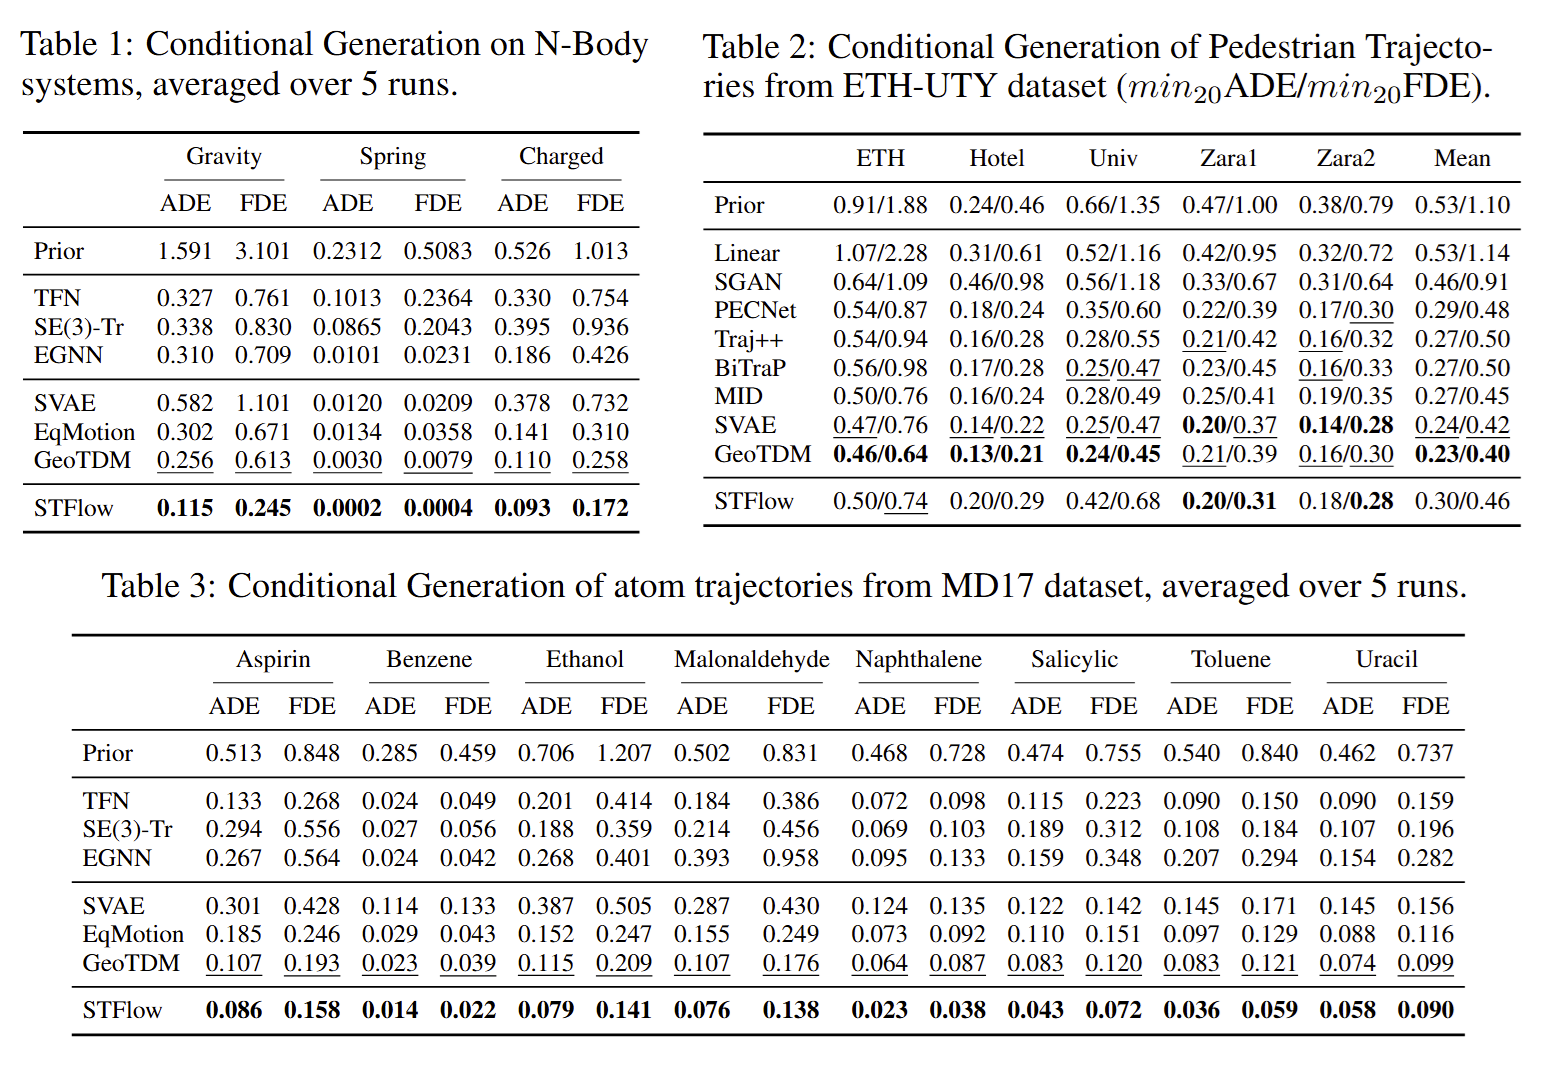 Table 1: Conditional Generation on N-Body
systems, averaged over 5 runs.
Gravity Spring Charged
ADE FDE ADE FDE ADE FDE
Prior 1.591 3.101 0.2312 0.5083 0.526 1.013
TFN 0.327 0.761 0.1013 0.2364 0.330 0.754
SE(3)-Tr 0.338 0.830 0.0865 0.2043 0.395 0.936
EGNN 0.310 0.709 0.0101 0.0231 0.186 0.426
SVAE 0.582 1.101 0.0120 0.0209 0.378 0.732
EqMotion 0.302 0.671 0.0134 0.0358 0.141 0.310
GeoTDM 0.256 0.613 0.0030 0.0079 0.110 0.258
STFlow 0.115 0.245 0.0002 0.0004 0.093 0.172
Table 2: Conditional Generation of Pedestrian Trajecto-
ries from ETH-UTY dataset (min20ADE/min20FDE).
ETH Hotel Univ Zara1 Zara2 Mean
Prior 0.91/1.88 0.24/0.46 0.66/1.35 0.47/1.00 0.38/0.79 0.53/1.10
Linear 1.07/2.28 0.31/0.61 0.52/1.16 0.42/0.95 0.32/0.72 0.53/1.14
SGAN 0.64/1.09 0.46/0.98 0.56/1.18 0.33/0.67 0.31/0.64 0.46/0.91
PECNet 0.54/0.87 0.18/0.24 0.35/0.60 0.22/0.39 0.17/0.30 0.29/0.48
Traj++ 0.54/0.94 0.16/0.28 0.28/0.55 0.21/0.42 0.16/0.32 0.27/0.50
BiTraP 0.56/0.98 0.17/0.28 0.25/0.47 0.23/0.45 0.16/0.33 0.27/0.50
MID 0.50/0.76 0.16/0.24 0.28/0.49 0.25/0.41 0.19/0.35 0.27/0.45
SVAE 0.47/0.76 0.14/0.22 0.25/0.47 0.20/0.37 0.14/0.28 0.24/0.42
GeoTDM 0.46/0.64 0.13/0.21 0.24/0.45 0.21/0.39 0.16/0.30 0.23/0.40
STFlow 0.50/0.74 0.20/0.29 0.42/0.68 0.20/0.31 0.18/0.28 0.30/0.46
Table 3: Conditional Generation of atom trajectories from MD17 dataset, averaged over 5 runs.
Aspirin Benzene Ethanol Malonaldehyde Naphthalene Salicylic Toluene Uracil
ADE FDE ADE FDE ADE FDE ADE FDE ADE FDE ADE FDE ADE FDE ADE FDE
Prior 0.513 0.848 0.285 0.459 0.706 1.207 0.502 0.831 0.468 0.728 0.474 0.755 0.540 0.840 0.462 0.737
TFN 0.133 0.268 0.024 0.049 0.201 0.414 0.184 0.386 0.072 0.098 0.115 0.223 0.090 0.150 0.090 0.159
SE(3)-Tr 0.294 0.556 0.027 0.056 0.188 0.359 0.214 0.456 0.069 0.103 0.189 0.312 0.108 0.184 0.107 0.196
EGNN 0.267 0.564 0.024 0.042 0.268 0.401 0.393 0.958 0.095 0.133 0.159 0.348 0.207 0.294 0.154 0.282
SVAE 0.301 0.428 0.114 0.133 0.387 0.505 0.287 0.430 0.124 0.135 0.122 0.142 0.145 0.171 0.145 0.156
EqMotion 0.185 0.246 0.029 0.043 0.152 0.247 0.155 0.249 0.073 0.092 0.110 0.151 0.097 0.129 0.088 0.116
GeoTDM 0.107 0.193 0.023 0.039 0.115 0.209 0.107 0.176 0.064 0.087 0.083 0.120 0.083 0.121 0.074 0.099
STFlow 0.086 0.158 0.014 0.022 0.079 0.141 0.076 0.138 0.023 0.038 0.043 0.072 0.036 0.059 0.058 0.090